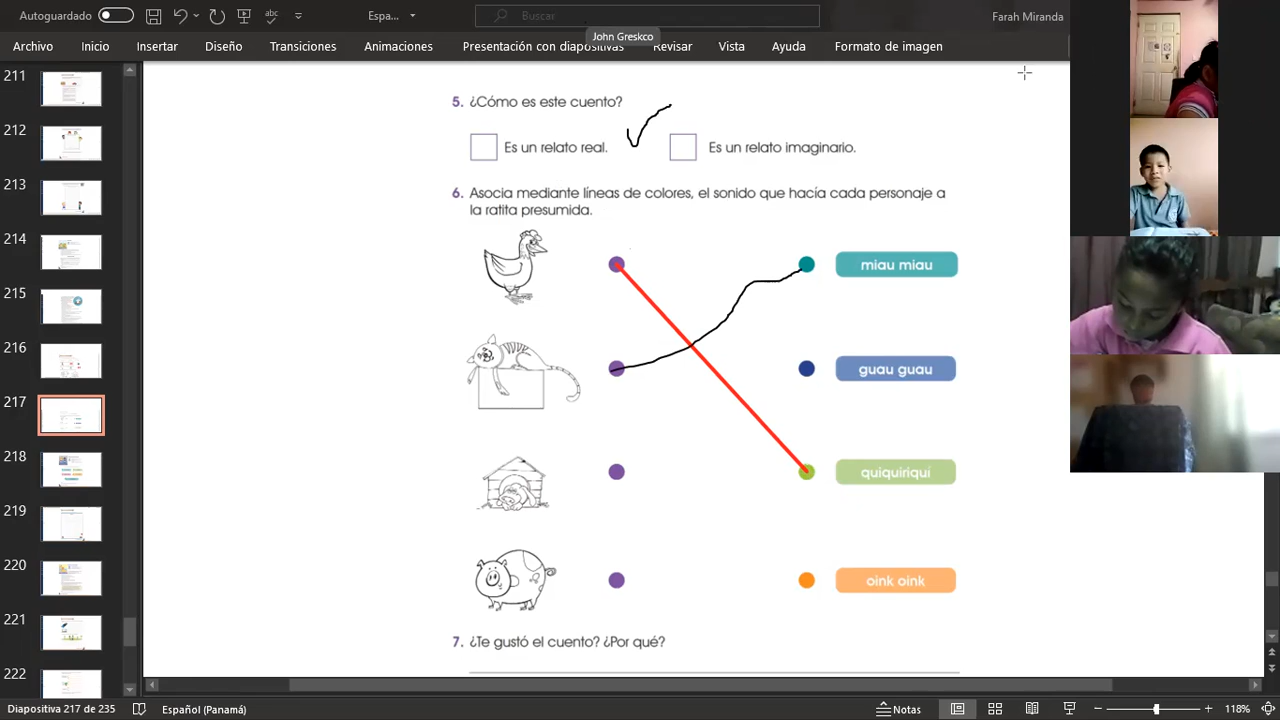 Autoguardado
abc
Espa...
Buscar
Farah Miranda
John Greskco
Archivo Inicio Insertar Diseño Transiciones Animaciones Presentación con diapositivas Revisar Vista Ayuda Formato de imagen
211
212
213
214
215
216
217
218
219
220
221
222
5. ¿Cómo es este cuento?
Es un relato real. Es un relato imaginario.
6. Asocia mediante líneas de colores, el sonido que hacía cada personaje a
la ratita presumida.
miau miau
guau guau
quiquiriqui
oink oink
7. ¿Te gustó el cuento? ¿Por qué?
Diapositiva 217 de 235 Español (Panamá) Notas 118%